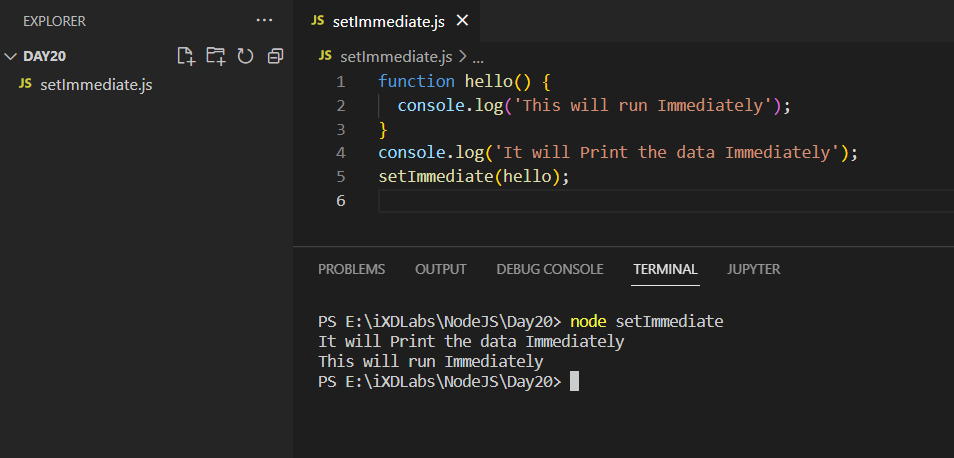 EXPLORER ...
DAY20
JS setImmediate.js
JS setImmediate.js ×
JS setImmediate.js > ...
1 function hello() {
2 console.log('This will run Immediately');
3 }
4 console.log('It will Print the data Immediately');
5 setImmediate(hello);
6
PROBLEMS OUTPUT DEBUG CONSOLE TERMINAL JUPYTER
PS E:\iXDLabs\NodeJS\Day20> node setImmediate
It will Print the data Immediately
This will run Immediately
PS E:\iXDLabs\NodeJS\Day20>